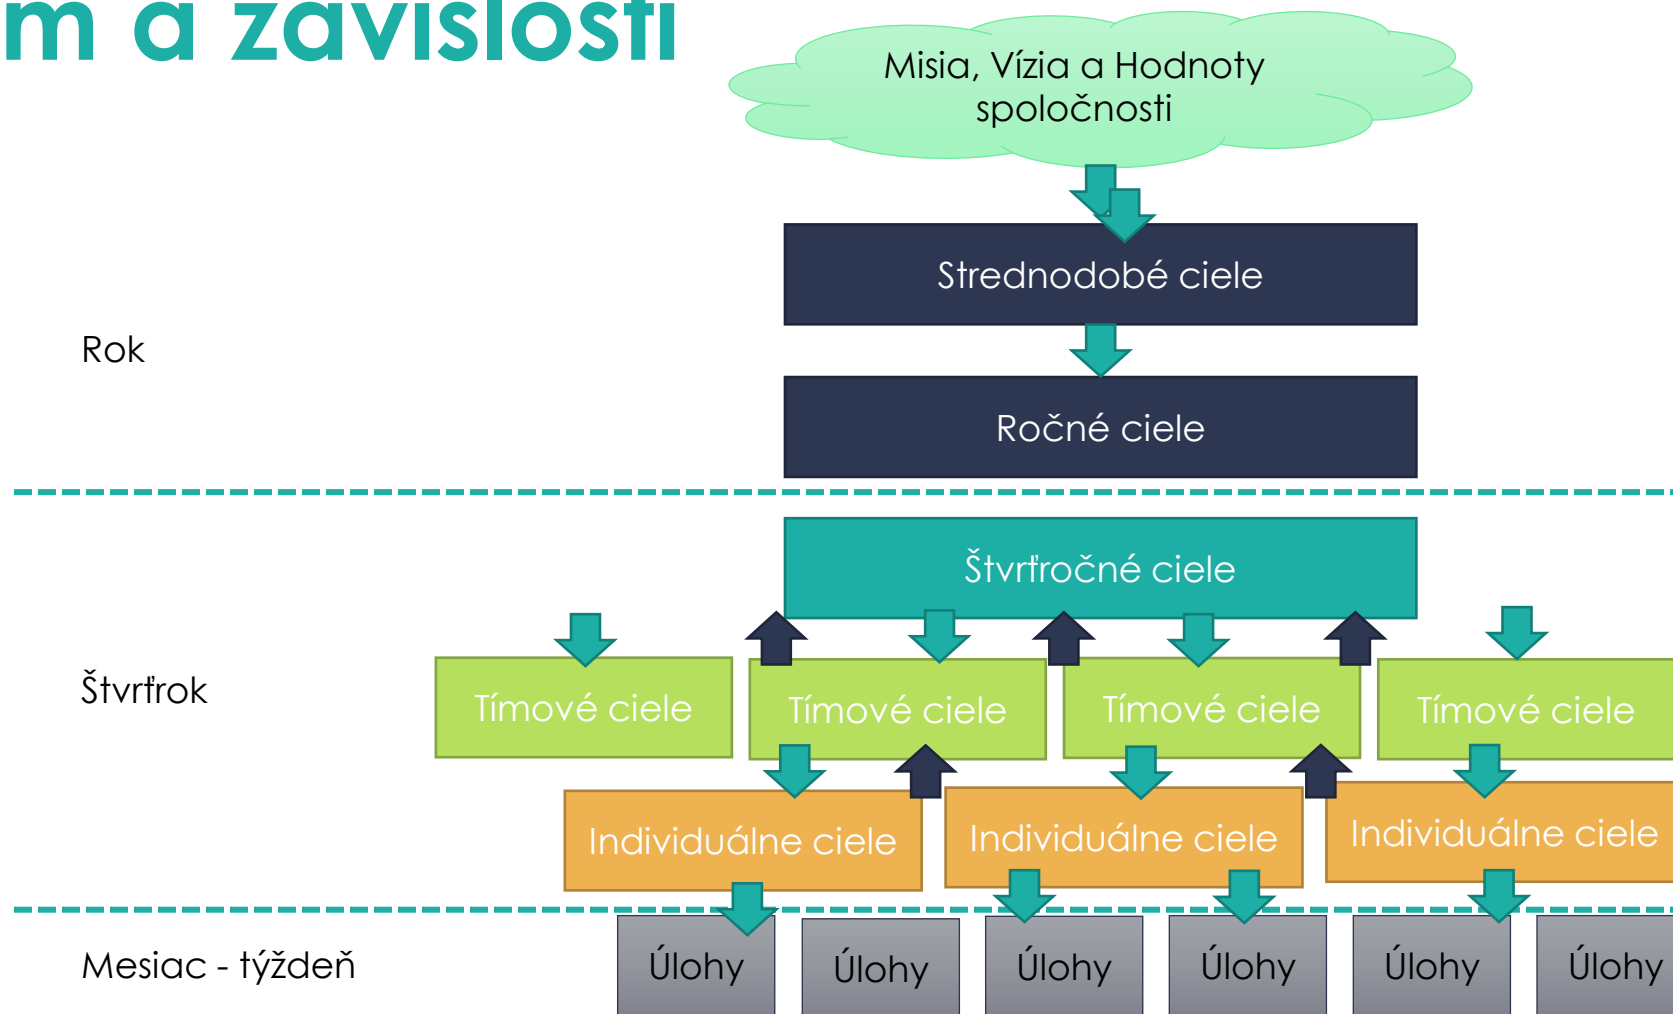 m a závislosti
Misia, Vízia a Hodnoty
spoločnosti
Strednodobé ciele
Rok
Ročné ciele
Štvrťročné ciele
Štvrťrok
Tímové ciele
Tímové ciele
Tímové ciele
Tímové ciele
Individuálne ciele
Individuálne ciele
Individuálne ciele
Mesiac - týždeň
Úlohy
Úlohy
Úlohy
Úlohy
Úlohy
Úlohy